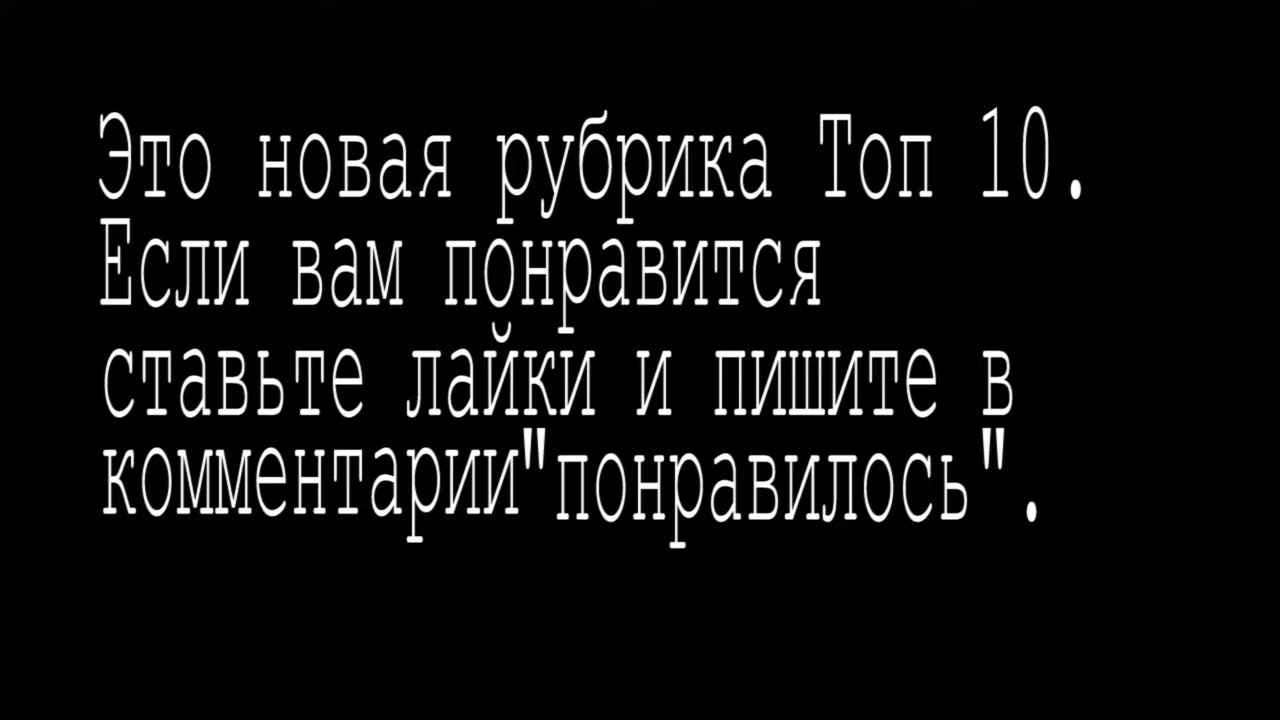 Это новая рубрика Топ 10.
Если вам понравится
ставьте лайки и пишите в
комментарии"понравилось".